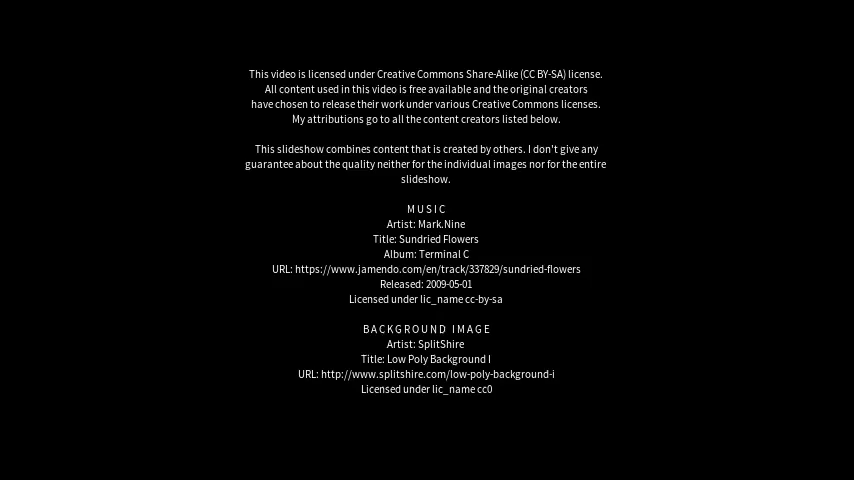 This video is licensed under Creative Commons Share-Alike (CC BY-SA) license.
All content used in this video is free available and the original creators
have chosen to release their work under various Creative Commons licenses.
My attributions go to all the content creators listed below.
This slideshow combines content that is created by others. I don't give any
guarantee about the quality neither for the individual images nor for the entire
slideshow.
MUSIC
Artist: Mark.Nine
Title: Sundried Flowers
Album: Terminal C
URL: https://www.jamendo.com/en/track/337829/sundried-flowers
Released: 2009-05-01
Licensed under lic_name cc-by-sa
BACKGROUND IMAGE
Artist: SplitShire
Title: Low Poly Background I
URL: http://www.splitshire.com/low-poly-background-i
Licensed under lic_name cc0